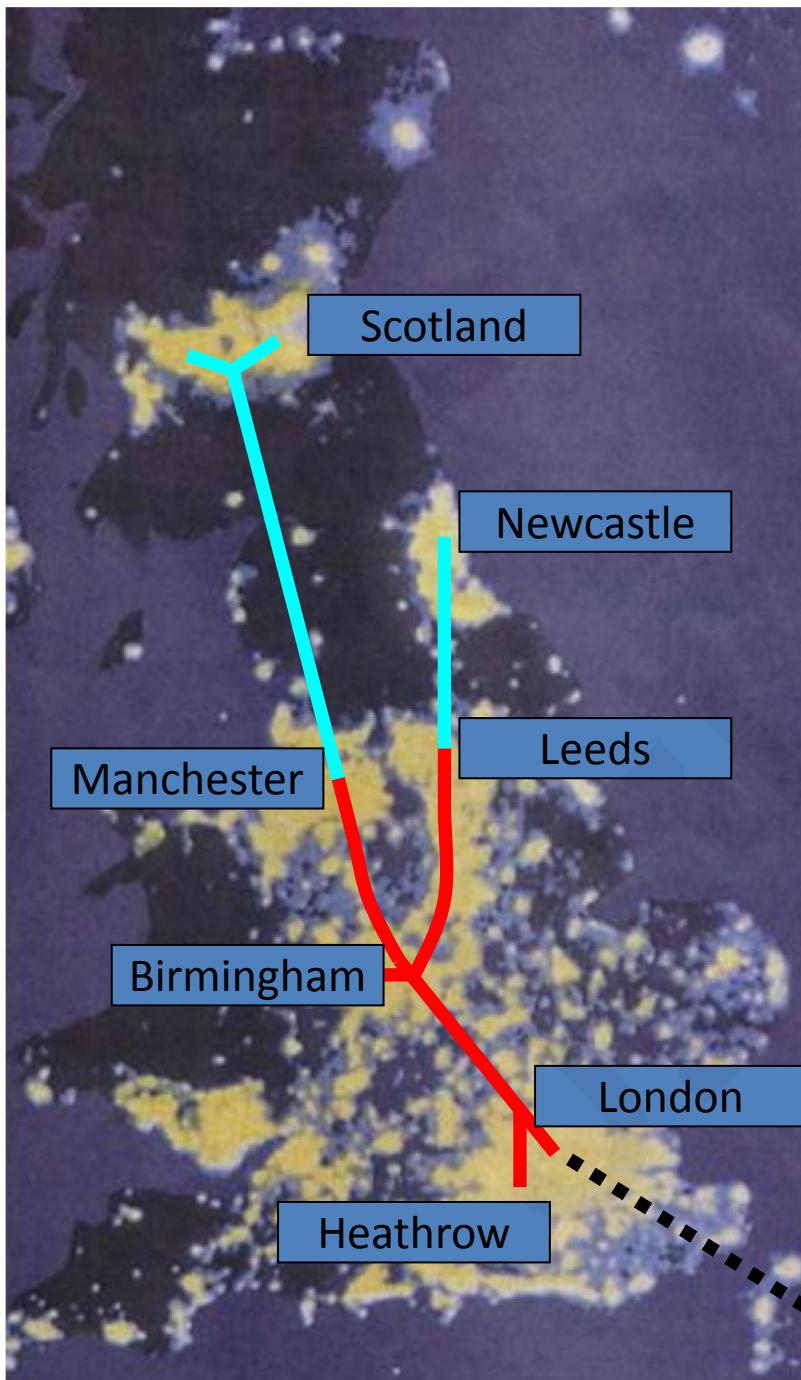 Scotland
Newcastle
Leeds
Manchester
Birmingham
London
Heathrow